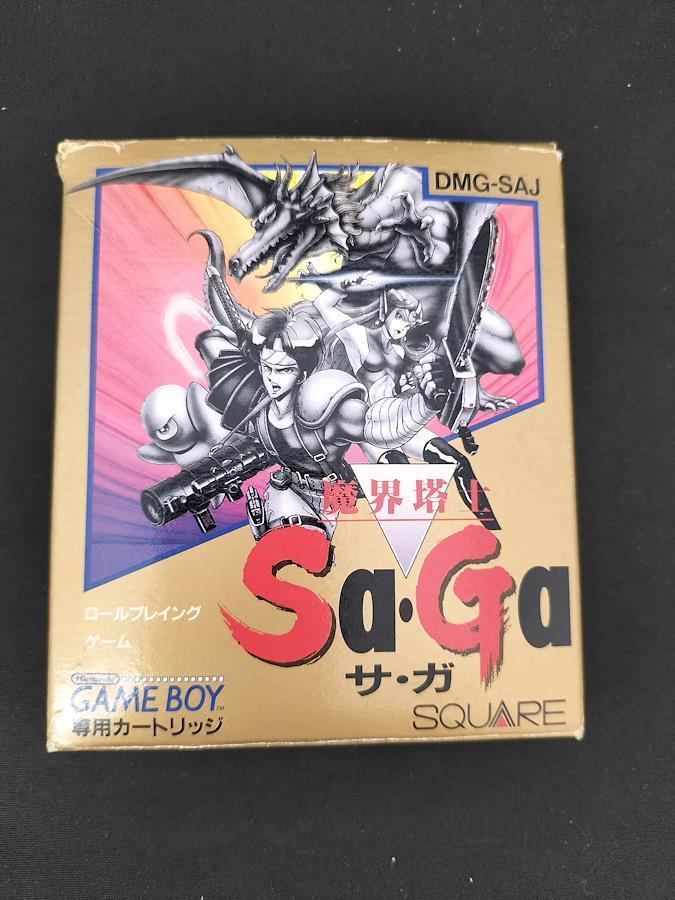 DMG-SAJ
魔界塔士
Sa・Ga
サ・ガ
ロールプレイング
ゲーム
Nintendo
GAME BOY™
専用カートリッジ
SQUARE